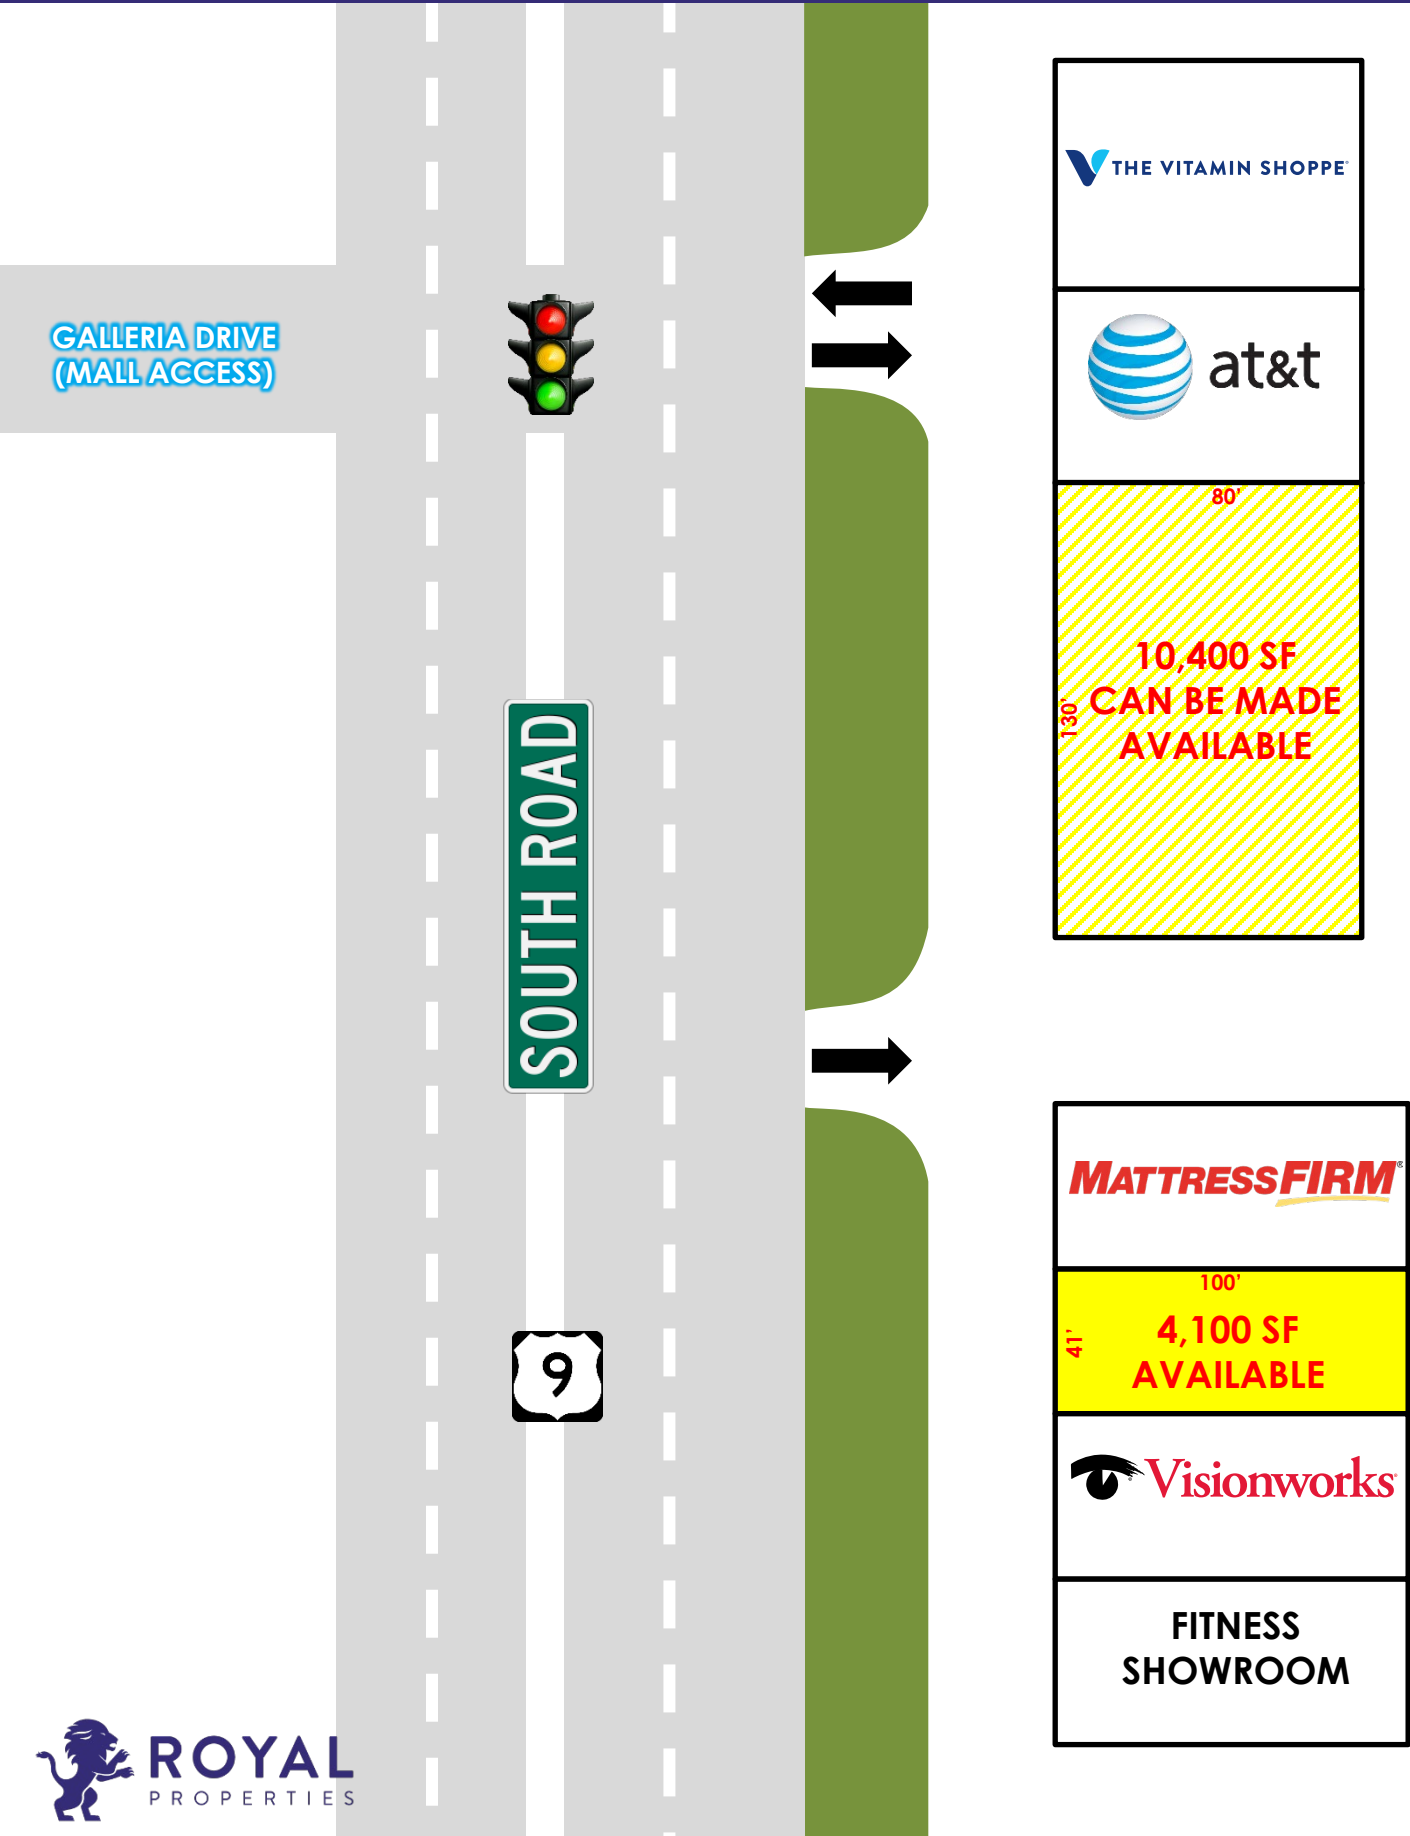 THE VITAMIN SHOPPE
GALLERIA DRIVE
(MALL ACCESS)
at&t
80’
10,400 SF
CAN BE MADE
AVAILABLE
130’
SOUTH ROAD
MATTRESSFIRM®
100’
4,100 SF
AVAILABLE
41’
9
Visionworks
FITNESS
SHOWROOM
ROYAL
PROPERTIES